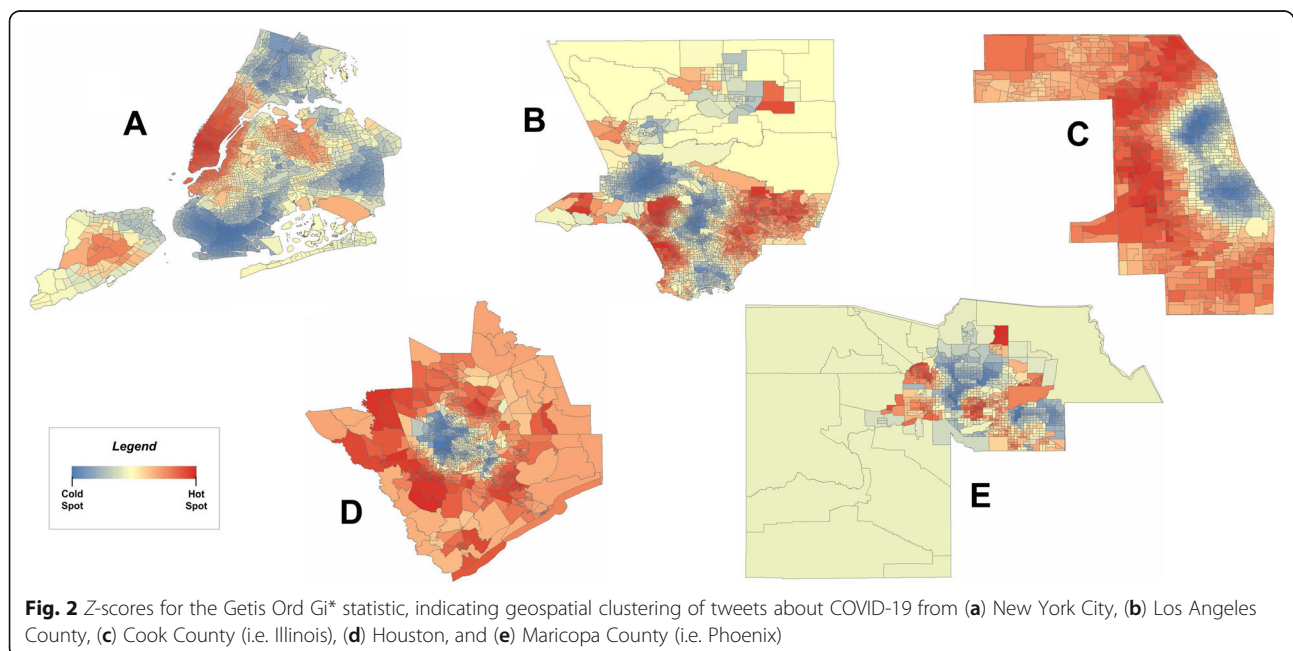 A
B
C
D
E
Legend
Cold
Spot
Hot
Spot
Fig. 2 Z-scores for the Getis Ord Gi* statistic, indicating geospatial clustering of tweets about COVID-19 from (a) New York City, (b) Los Angeles
County, (c) Cook County (i.e. Illinois), (d) Houston, and (e) Maricopa County (i.e. Phoenix)